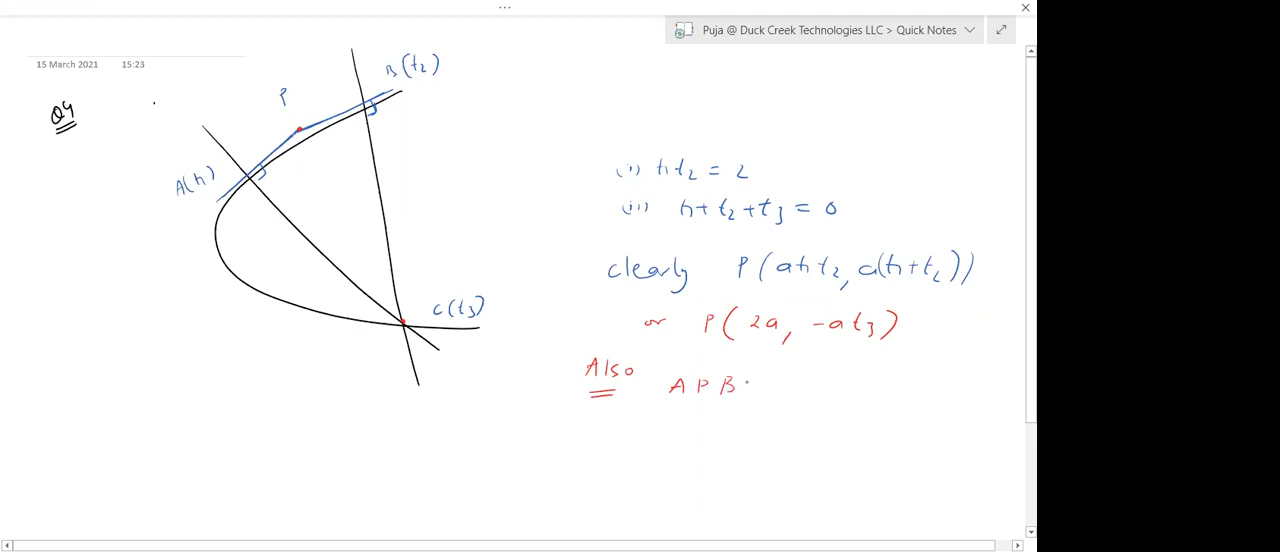 Puja @ Duck Creek Technologies LLC > Quick Notes
15 March 2021 15:23
Q4
P
B(t₂)
A(t₁)
C(t₃)
(i) t₁t₂ = 2
(ii) t₁ + t₂ + t₃ = 0
clearly P(at₁t₂, a(t₁+t₂))
or P(2a, -at₃)
Also A P B